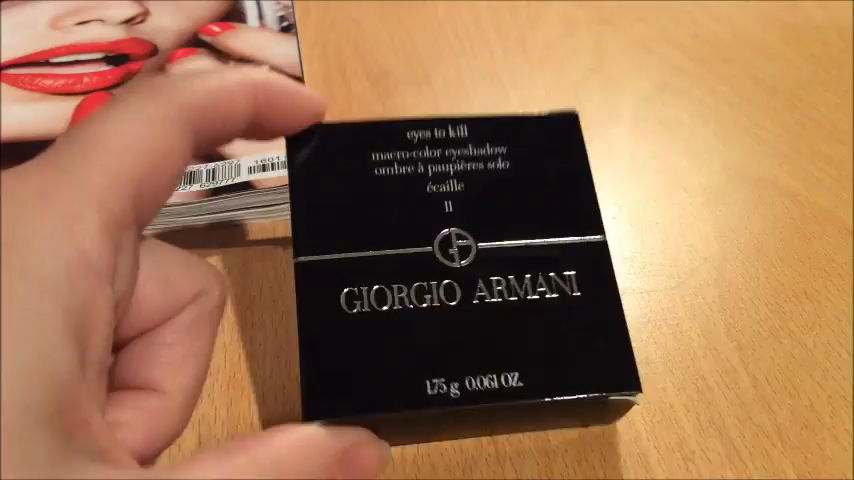 eyes to kill
macro-color eyeshadow
ombre à paupières solo
écaille
11
GIORGIO ARMANI
1.75 g 0.061 OZ.